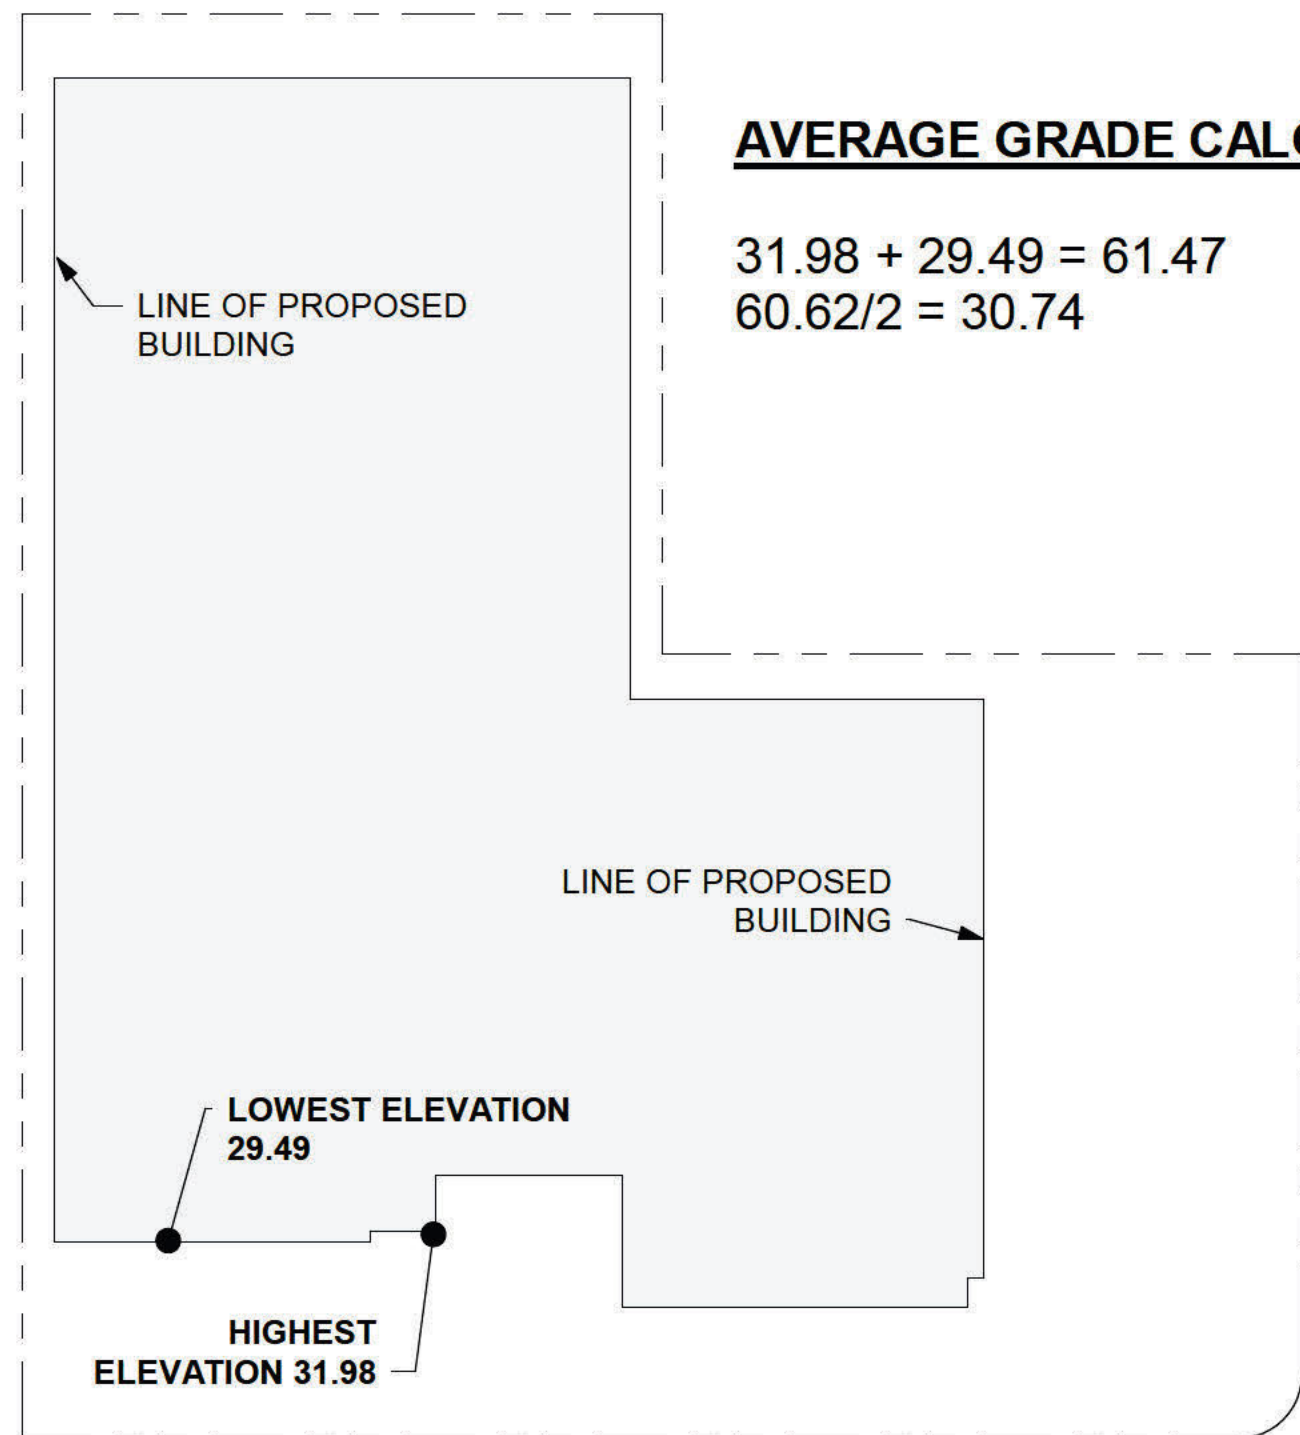 AVERAGE GRADE
31.98 + 29.49 = 61.47
60.62/2 = 30.74
LINE OF PROPOSED
BUILDING
LINE OF PROPOSED
BUILDING
LOWEST ELEVATION
29.49
HIGHEST
ELEVATION 31.98